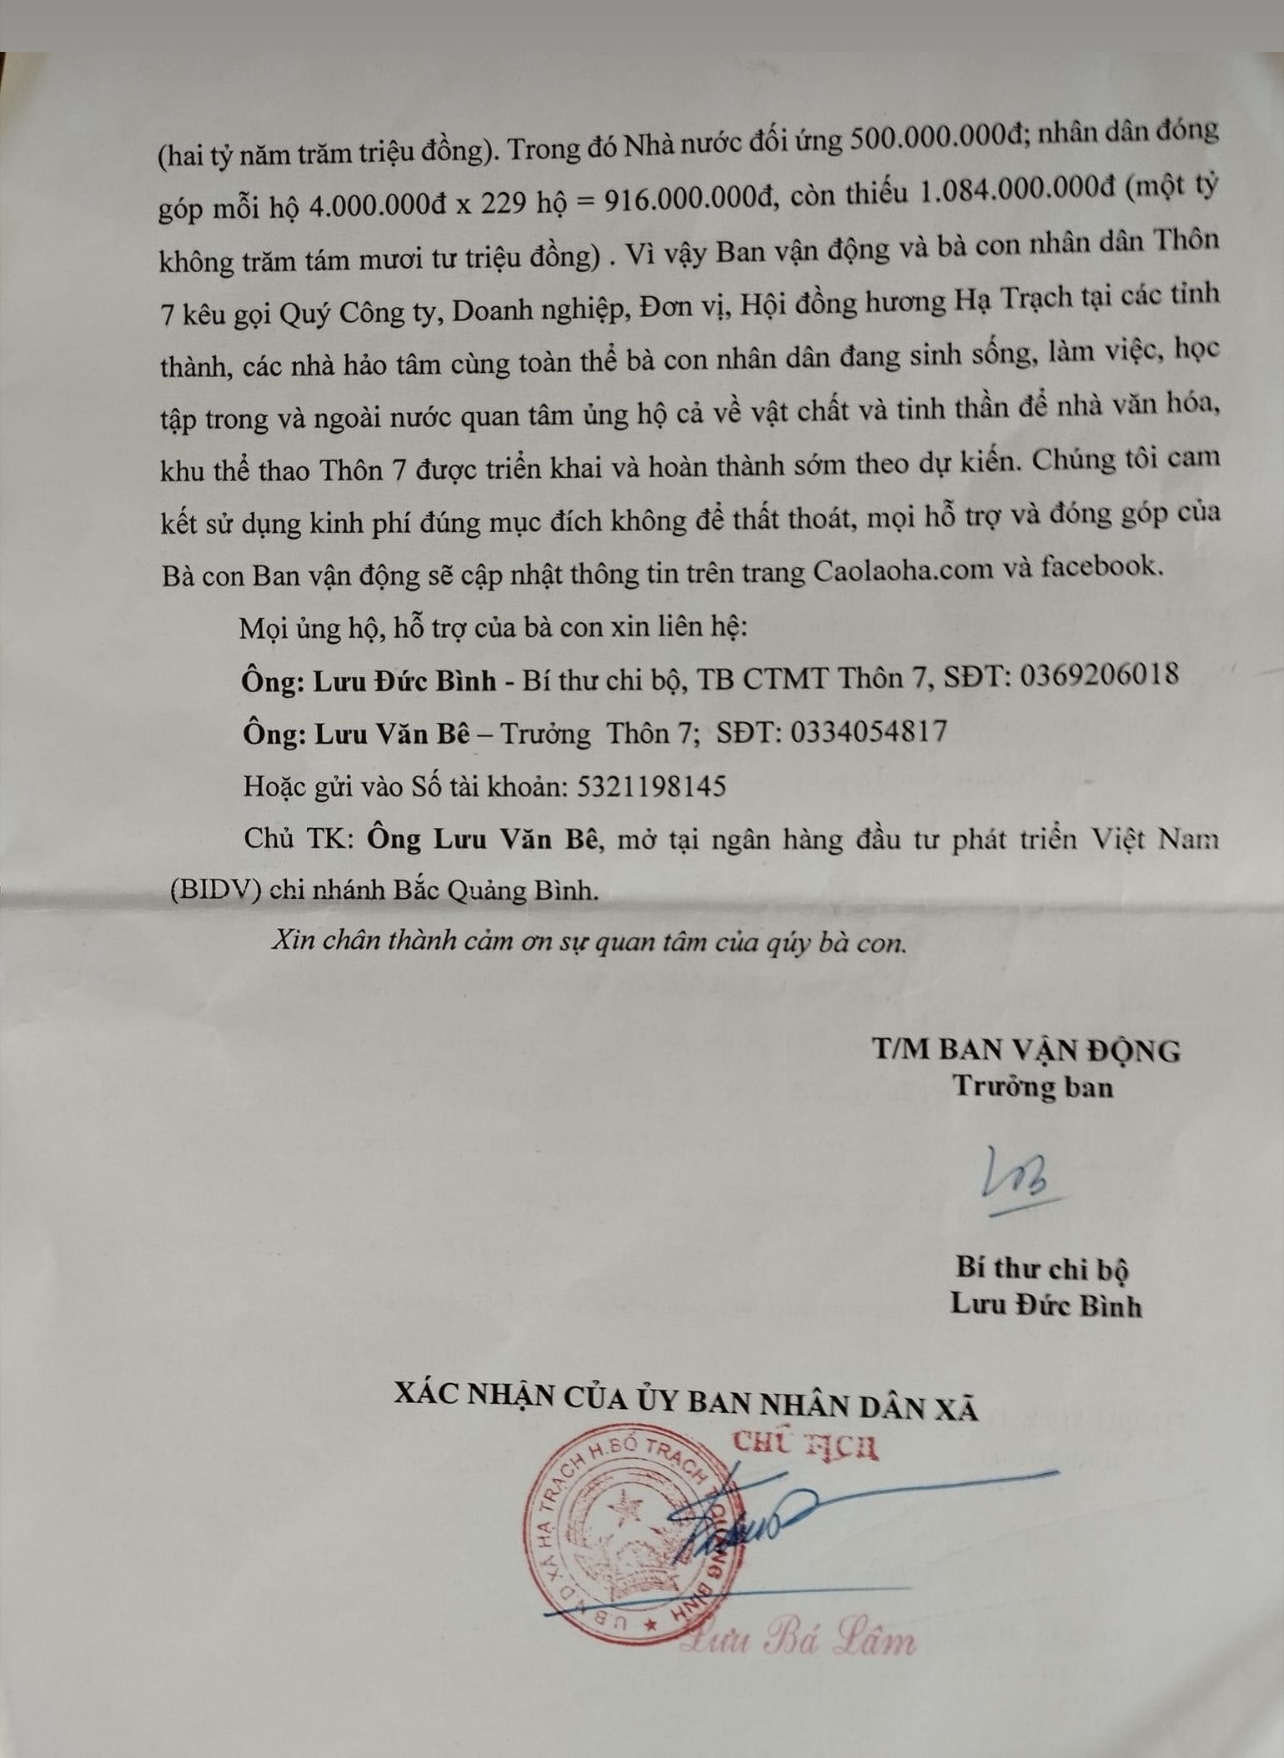 (hai tỷ năm trăm triệu đồng). Trong đó Nhà nước đối ứng 500.000.000đ; nhân dân đóng
góp mỗi hộ 4.000.000đ x 229 hộ = 916.000.000đ, còn thiếu 1.084.000.000đ (một tỷ
không trăm tám mươi tư triệu đồng) . Vì vậy Ban vận động và bà con nhân dân Thôn
7 kêu gọi Quý Công ty, Doanh nghiệp, Đơn vị, Hội đồng hương Hạ Trạch tại các tỉnh
thành, các nhà hảo tâm cùng toàn thể bà con nhân dân đang sinh sống, làm việc, học
tập trong và ngoài nước quan tâm ủng hộ cả về vật chất và tinh thần để nhà văn hóa,
khu thể thao Thôn 7 được triển khai và hoàn thành sớm theo dự kiến. Chúng tôi cam
kết sử dụng kinh phí đúng mục đích không để thất thoát, mọi hỗ trợ và đóng góp của
Bà con Ban vận động sẽ cập nhật thông tin trên trang Caolaoha.com và facebook.
Mọi ủng hộ, hỗ trợ của bà con xin liên hệ:
Ông: Lưu Đức Bình - Bí thư chi bộ, TB CTMT Thôn 7, SĐT: 0369206018
Ông: Lưu Văn Bê – Trưởng Thôn 7; SĐT: 0334054817
Hoặc gửi vào Số tài khoản: 5321198145
Chủ TK: Ông Lưu Văn Bê, mở tại ngân hàng đầu tư phát triển Việt Nam
(BIDV) chi nhánh Bắc Quảng Bình.
Xin chân thành cảm ơn sự quan tâm của qúy bà con.
T/M BAN VẬN ĐỘNG
Trưởng ban
Bí thư chi bộ
Lưu Đức Bình
XÁC NHẬN CỦA ỦY BAN NHÂN DÂN XÃ
CHỦ TỊCH
U.B.N.D XÃ HẠ TRẠCH H.BỐ TRẠCH T.QUẢNG BÌNH
Lưu Bá Lâm